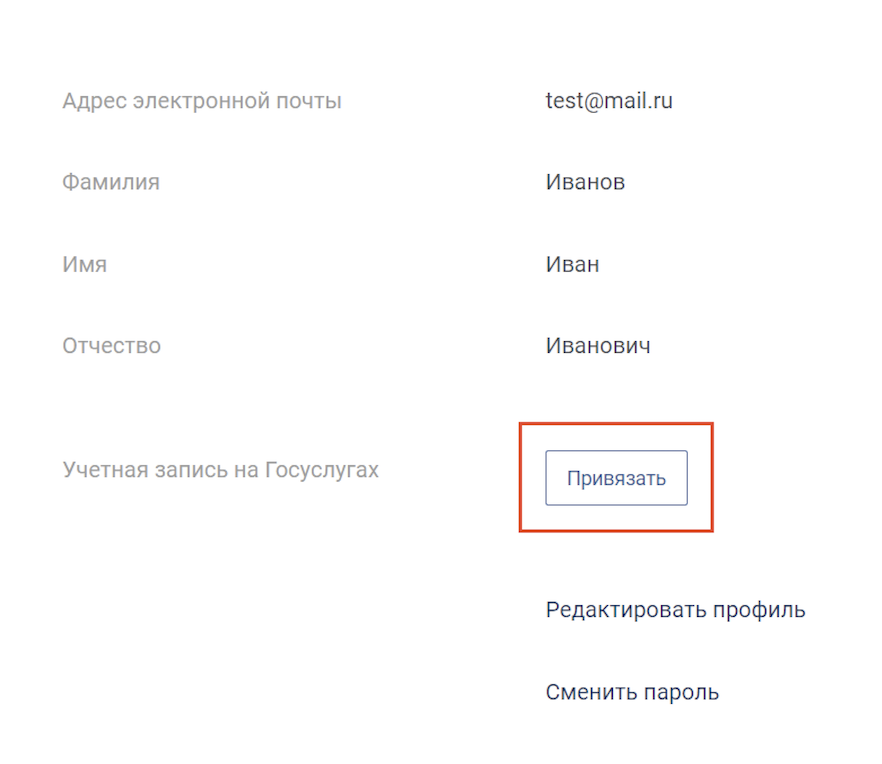 Адрес электронной почты test@mail.ru
Фамилия Иванов
Имя Иван
Отчество Иванович
Учетная запись на Госуслугах Привязать
Редактировать профиль
Сменить пароль